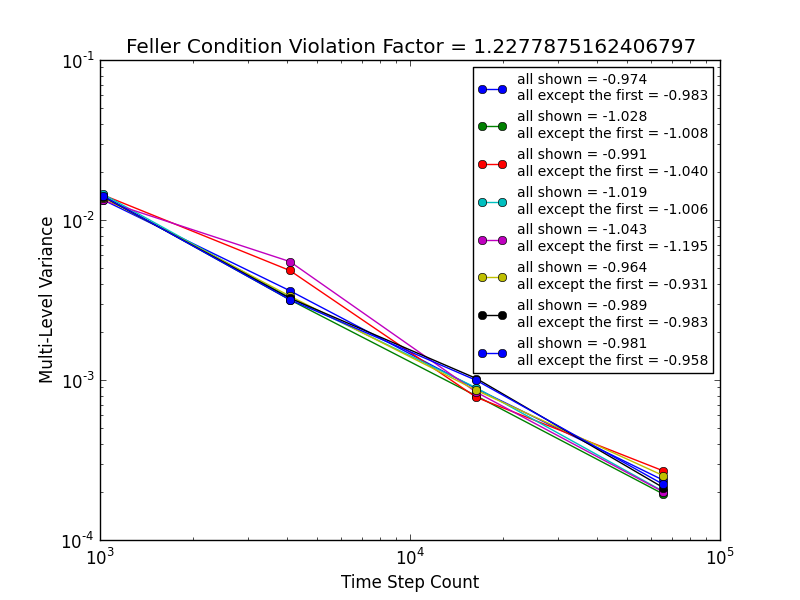 Feller Condition Violation Factor = 1.2277875162406797
10^-1
10^-2
10^-3
10^-4
Multi-Level Variance
all shown = -0.974
all except the first = -0.983
all shown = -1.028
all except the first = -1.008
all shown = -0.991
all except the first = -1.040
all shown = -1.019
all except the first = -1.006
all shown = -1.043
all except the first = -1.195
all shown = -0.964
all except the first = -0.931
all shown = -0.989
all except the first = -0.983
all shown = -0.981
all except the first = -0.958
10^3 10^4 10^5
Time Step Count